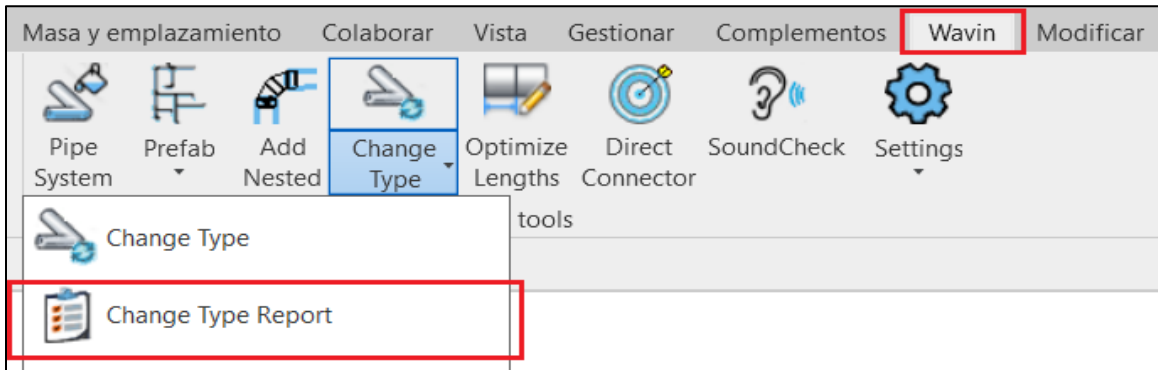 Masa y emplazamiento Colaborar Vista Gestionar Complementos Wavin Modificar
Pipe System
Prefab
Add Nested
Change Type
Optimize Lengths
Direct Connector
SoundCheck
Settings
tools
Change Type
Change Type Report